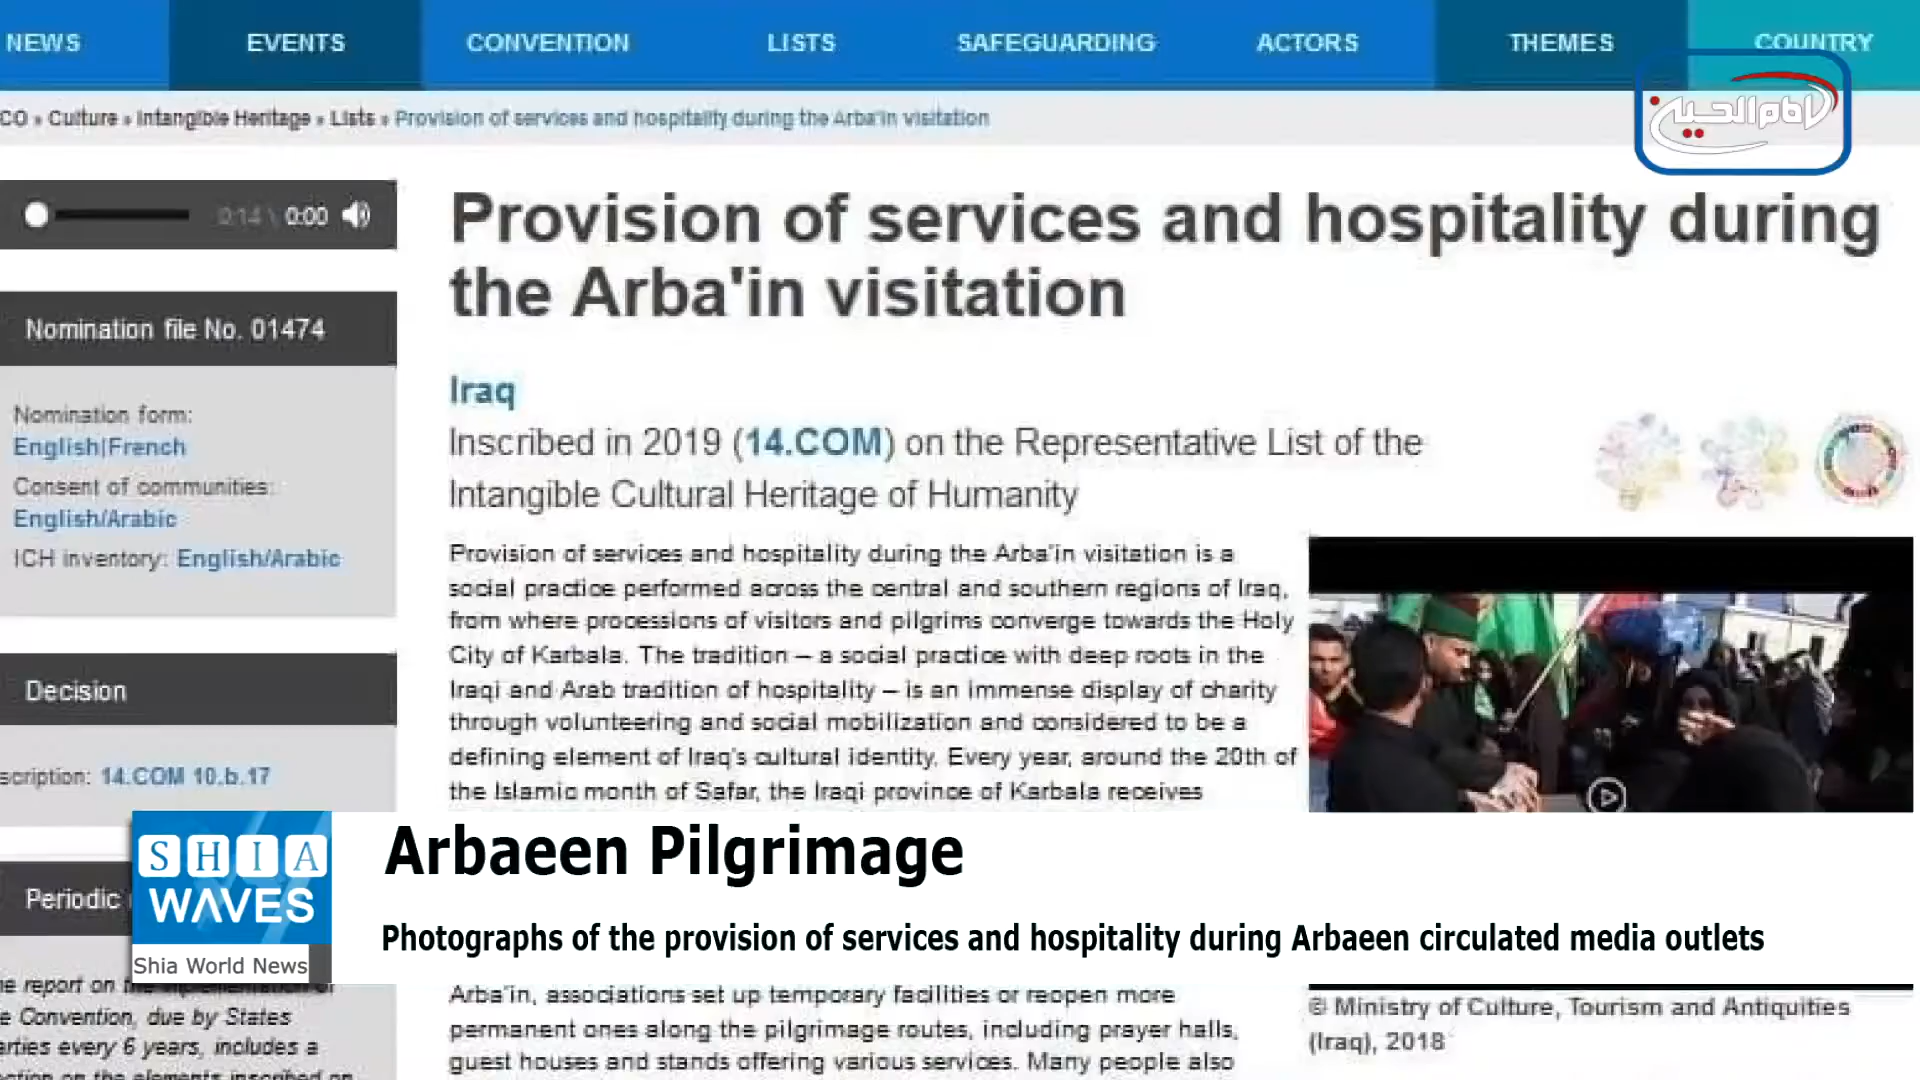 NEWS EVENTS CONVENTION LISTS SAFEGUARDING ACTORS THEMES COUNTRY
CO » Culture » Intangible Heritage » Lists » Provision of services and hospitality during the Arba'in visitation
0:14 \ 0:00
Provision of services and hospitality during
the Arba'in visitation
Nomination file No. 01474
Nomination form:
English|French
Consent of communities:
English/Arabic
ICH inventory: English/Arabic
Decision
scription: 14.COM 10.b.17
Periodic
report on
e Convention, due by States
arties every 6 years, includes a
Iraq
Inscribed in 2019 (14.COM) on the Representative List of the
Intangible Cultural Heritage of Humanity
Provision of services and hospitality during the Arba'in visitation is a
social practice performed across the central and southern regions of Iraq,
from where processions of visitors and pilgrims converge towards the Holy
City of Karbala. The tradition – a social practice with deep roots in the
Iraqi and Arab tradition of hospitality – is an immense display of charity
through volunteering and social mobilization and considered to be a
defining element of Iraq's cultural identity. Every year, around the 20th of
the Islamic month of Safar, the Iraqi province of Karbala receives
SHIA
WAVES
Shia World News
Arbaeen Pilgrimage
Photographs of the provision of services and hospitality during Arbaeen circulated media outlets
Arba'in, associations set up temporary facilities or reopen more
permanent ones along the pilgrimage routes, including prayer halls,
guest houses and stands offering various services. Many people also
© Ministry of Culture, Tourism and Antiquities
(Iraq), 2018